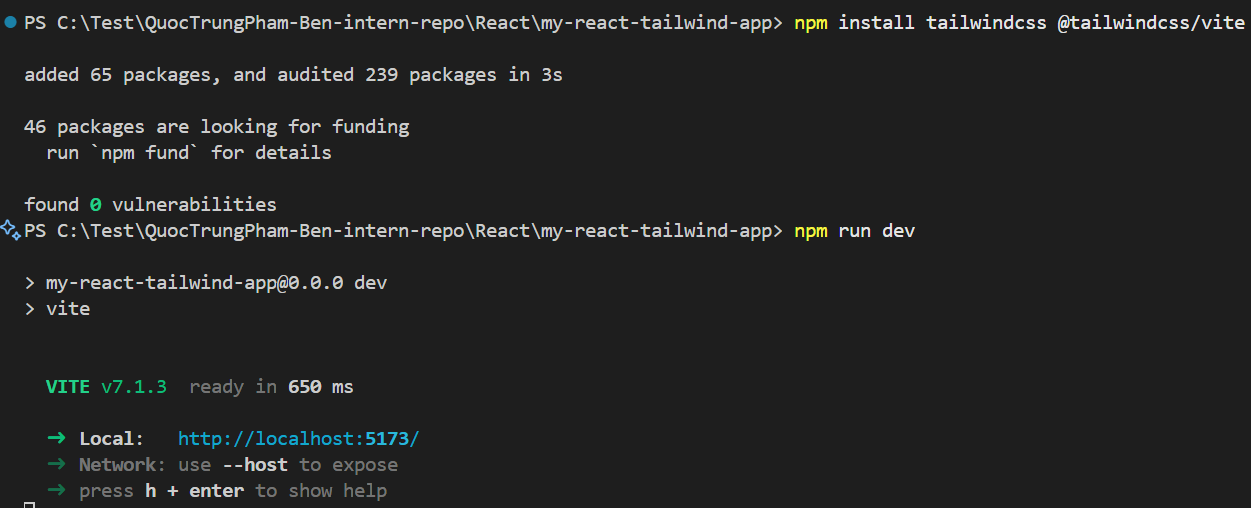 PS C:\Test\QuocTrungPham-Ben-intern-repo\React\my-react-tailwind-app> npm install tailwindcss @tailwindcss/vite
added 65 packages, and audited 239 packages in 3s
46 packages are looking for funding
run `npm fund` for details
found 0 vulnerabilities
PS C:\Test\QuocTrungPham-Ben-intern-repo\React\my-react-tailwind-app> npm run dev
> my-react-tailwind-app@0.0.0 dev
> vite
VITE v7.1.3 ready in 650 ms
➜ Local: http://localhost:5173/
➜ Network: use --host to expose
➜ press h + enter to show help